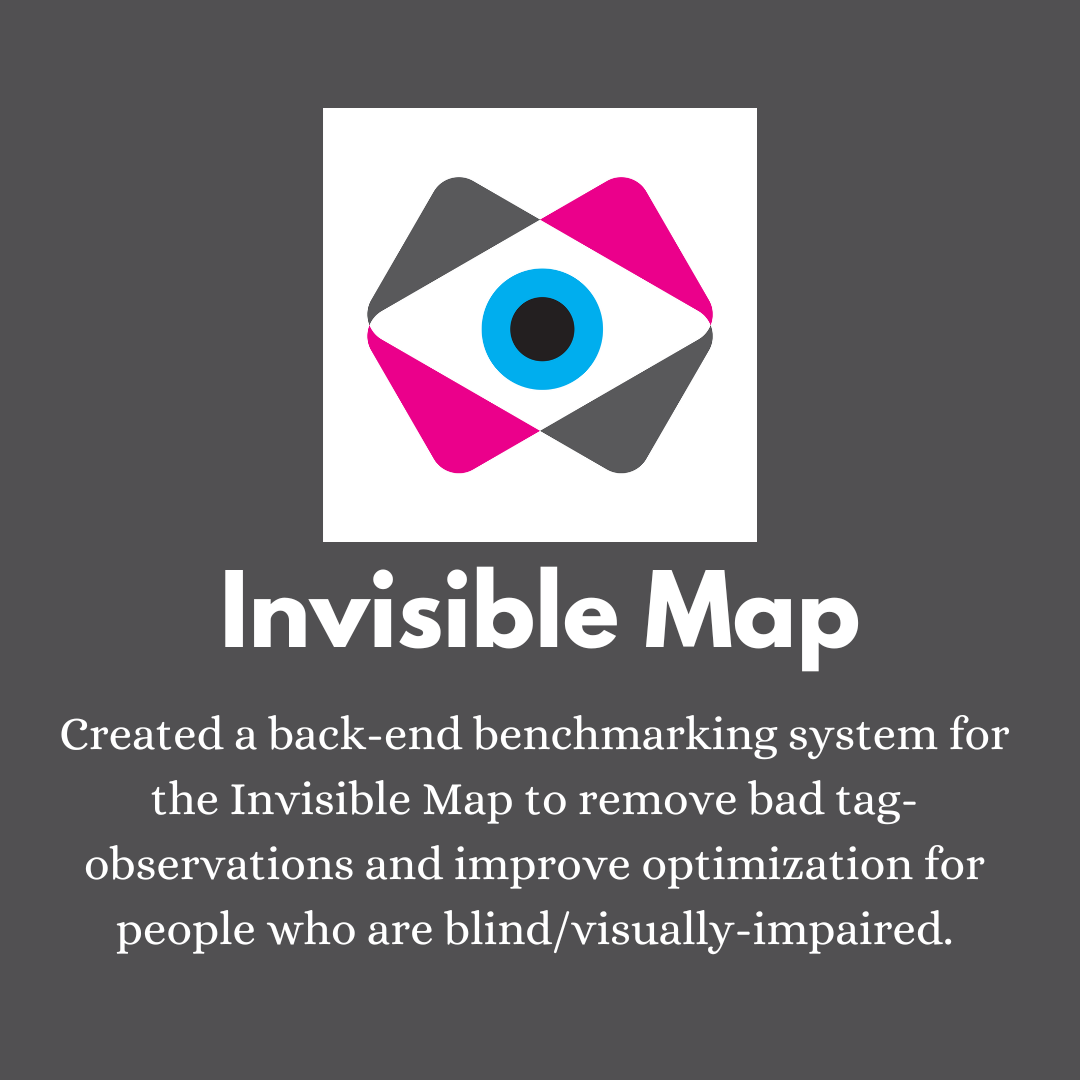 Invisible Map
Created a back-end benchmarking system for
the Invisible Map to remove bad tag-
observations and improve optimization for
people who are blind/visually-impaired.